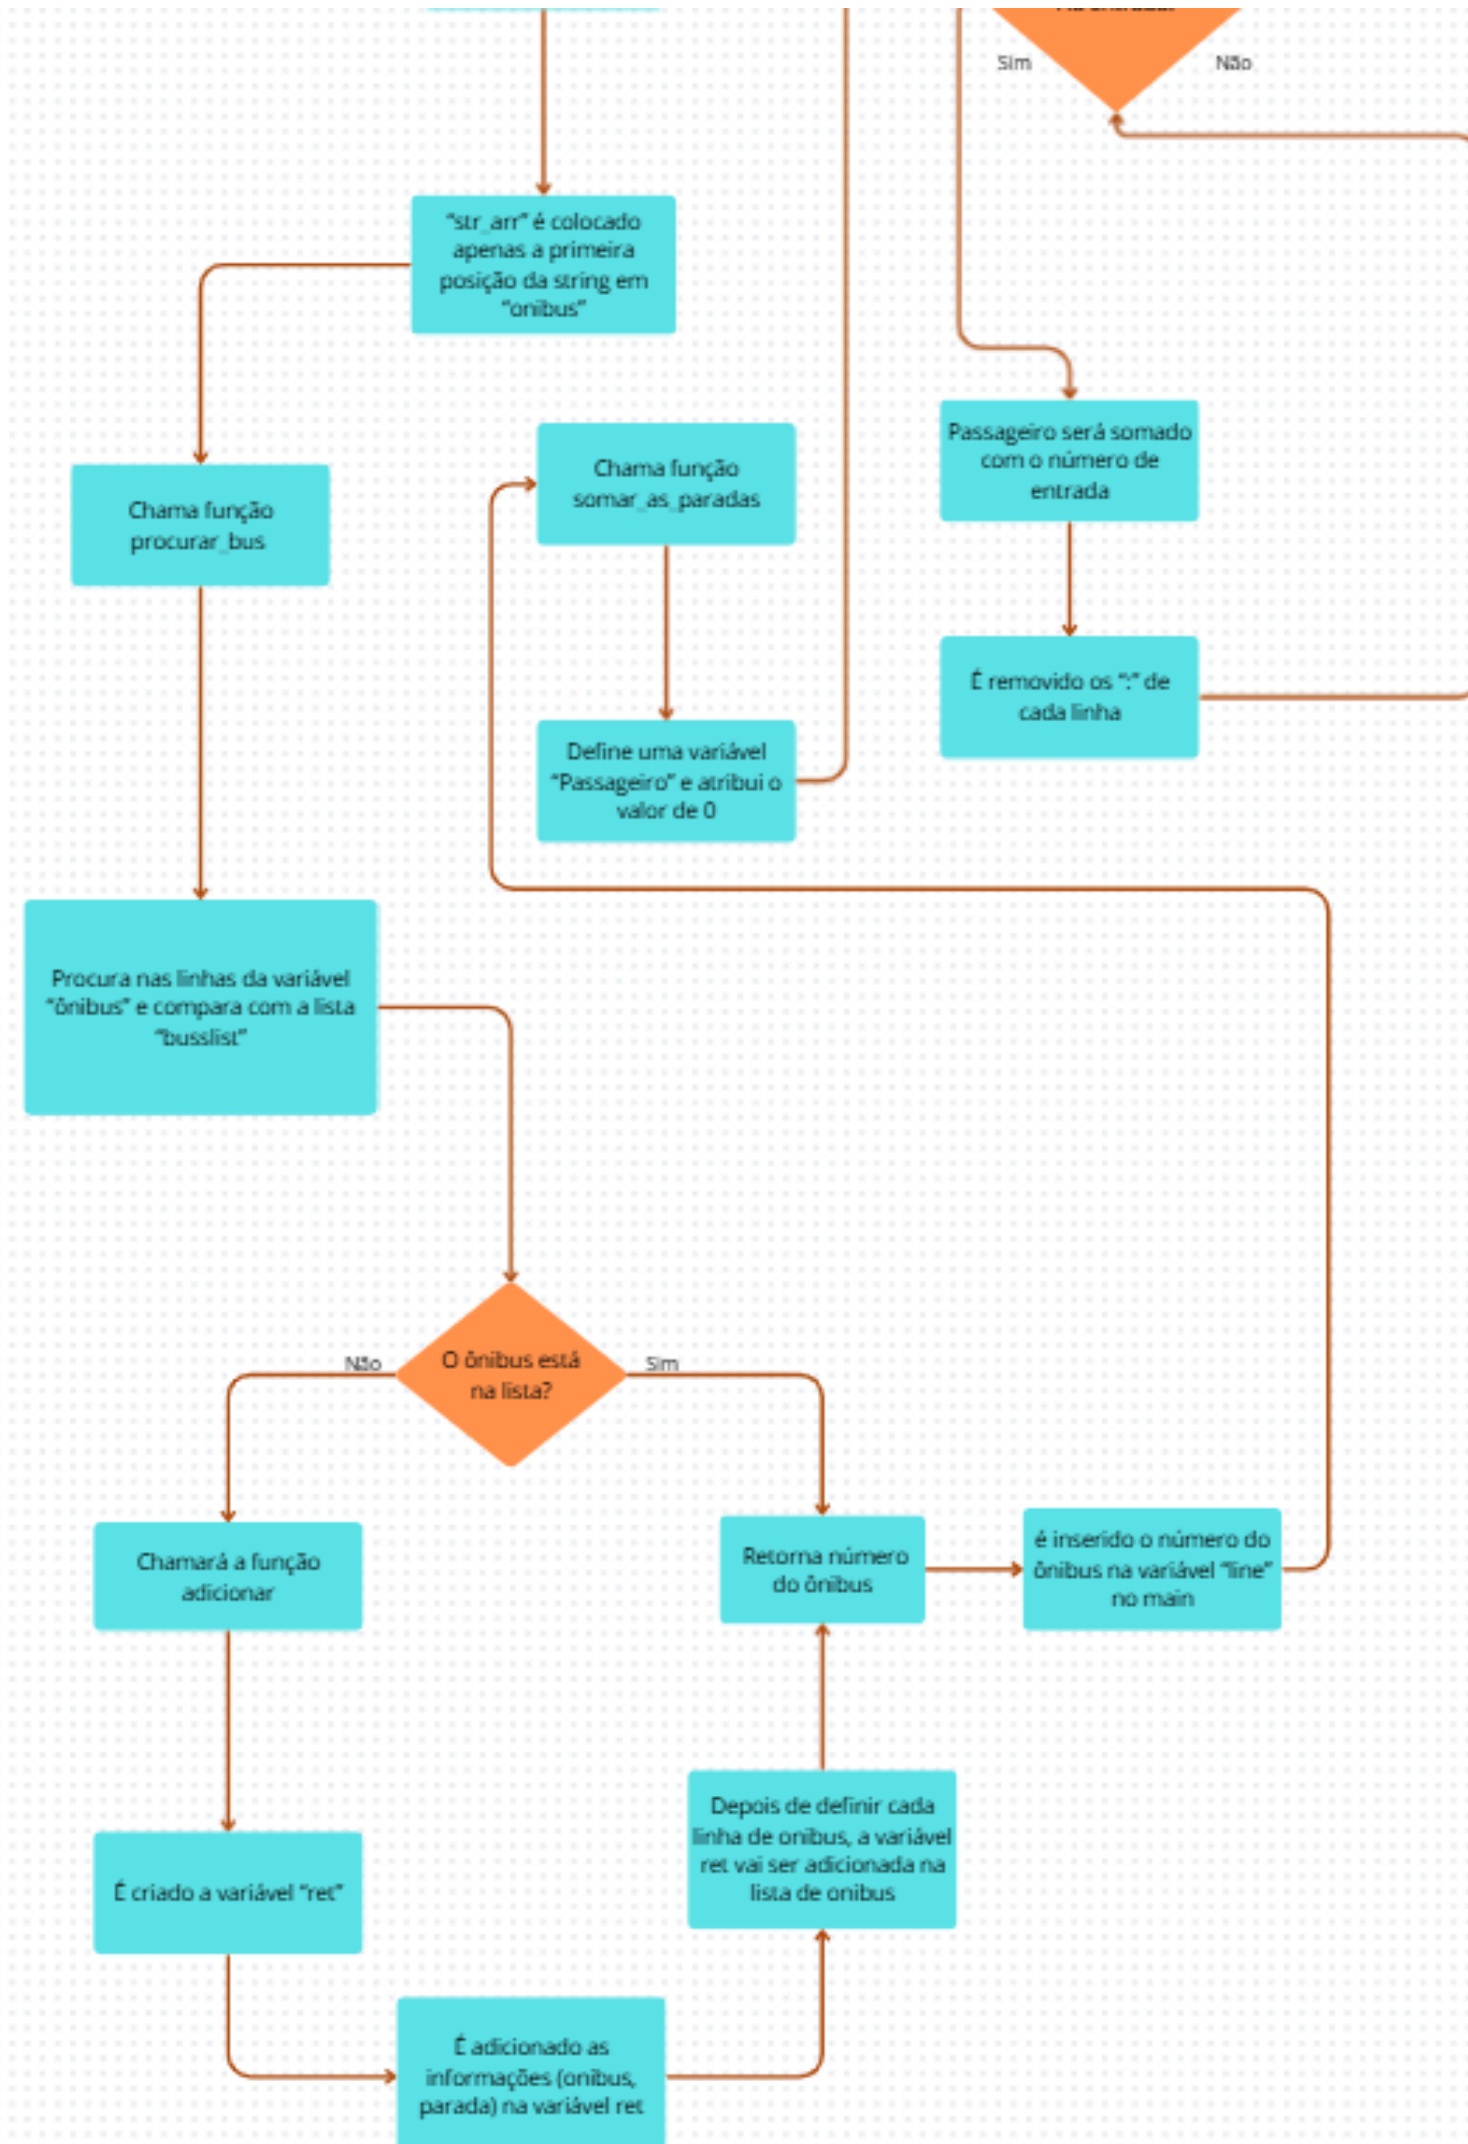 Sim
Não
"str_arr" é colocado
apenas a primeira
posição da string em
"onibus"
Chama função
somar_as_paradas
Passageiro será somado
com o número de
entrada
Chama função
procurar_bus
É removido os ":" de
cada linha
Define uma variável
"Passageiro" e atribui o
valor de 0
Procura nas linhas da variável
"ônibus" e compara com a lista
"busslist"
Não
O ônibus está
na lista?
Sim
Chamará a função
adicionar
Retorna número
do ônibus
é inserido o número do
ônibus na variável "line"
no main
É criado a variável "ret"
Depois de definir cada
linha de onibus, a variável
ret vai ser adicionada na
lista de onibus
É adicionado as
informações (onibus,
parada) na variável ret